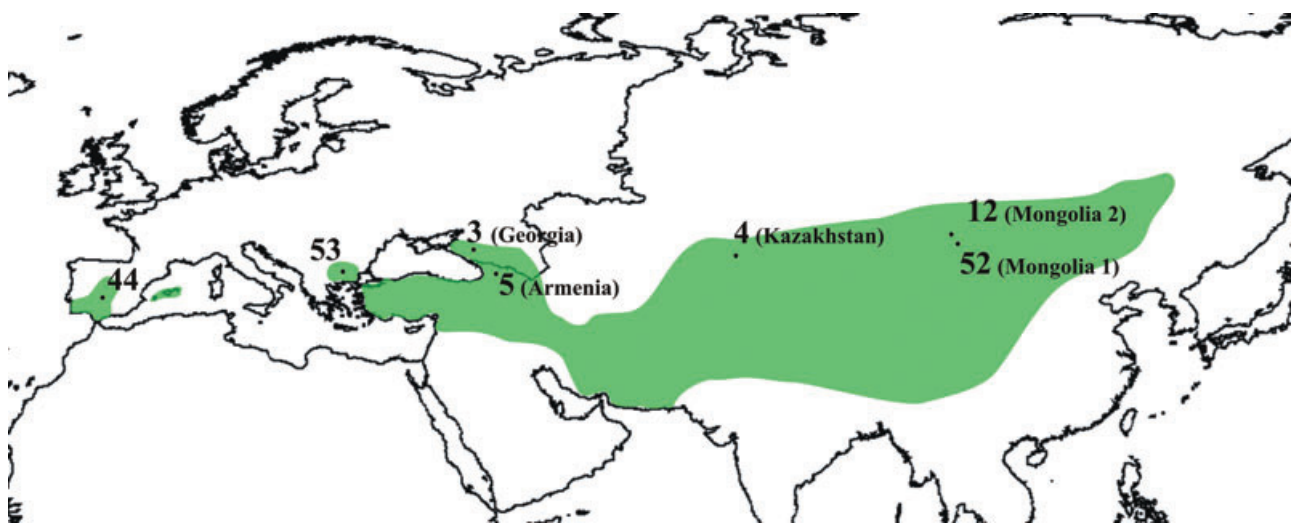 12 (Mongolia 2)
3 (Georgia)
4 (Kazakhstan)
53
52 (Mongolia 1)
44
5 (Armenia)